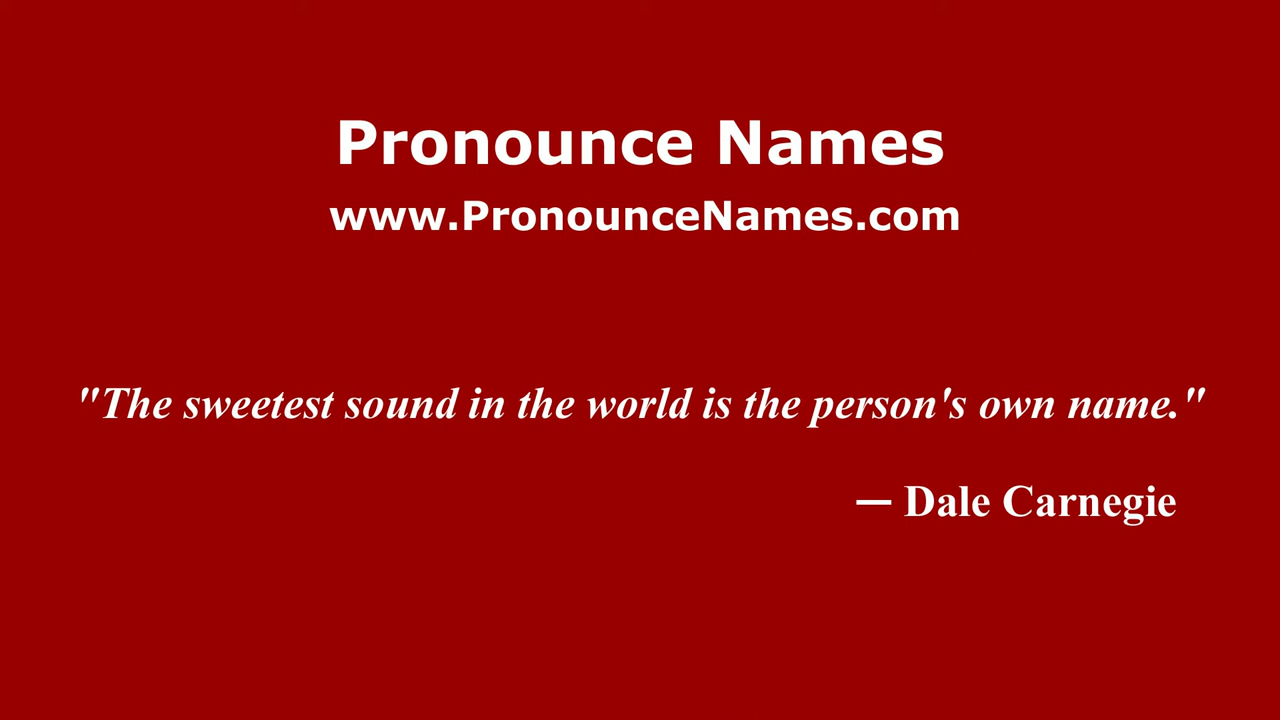 Pronounce Names
www.PronounceNames.com
"The sweetest sound in the world is the person's own name."
— Dale Carnegie